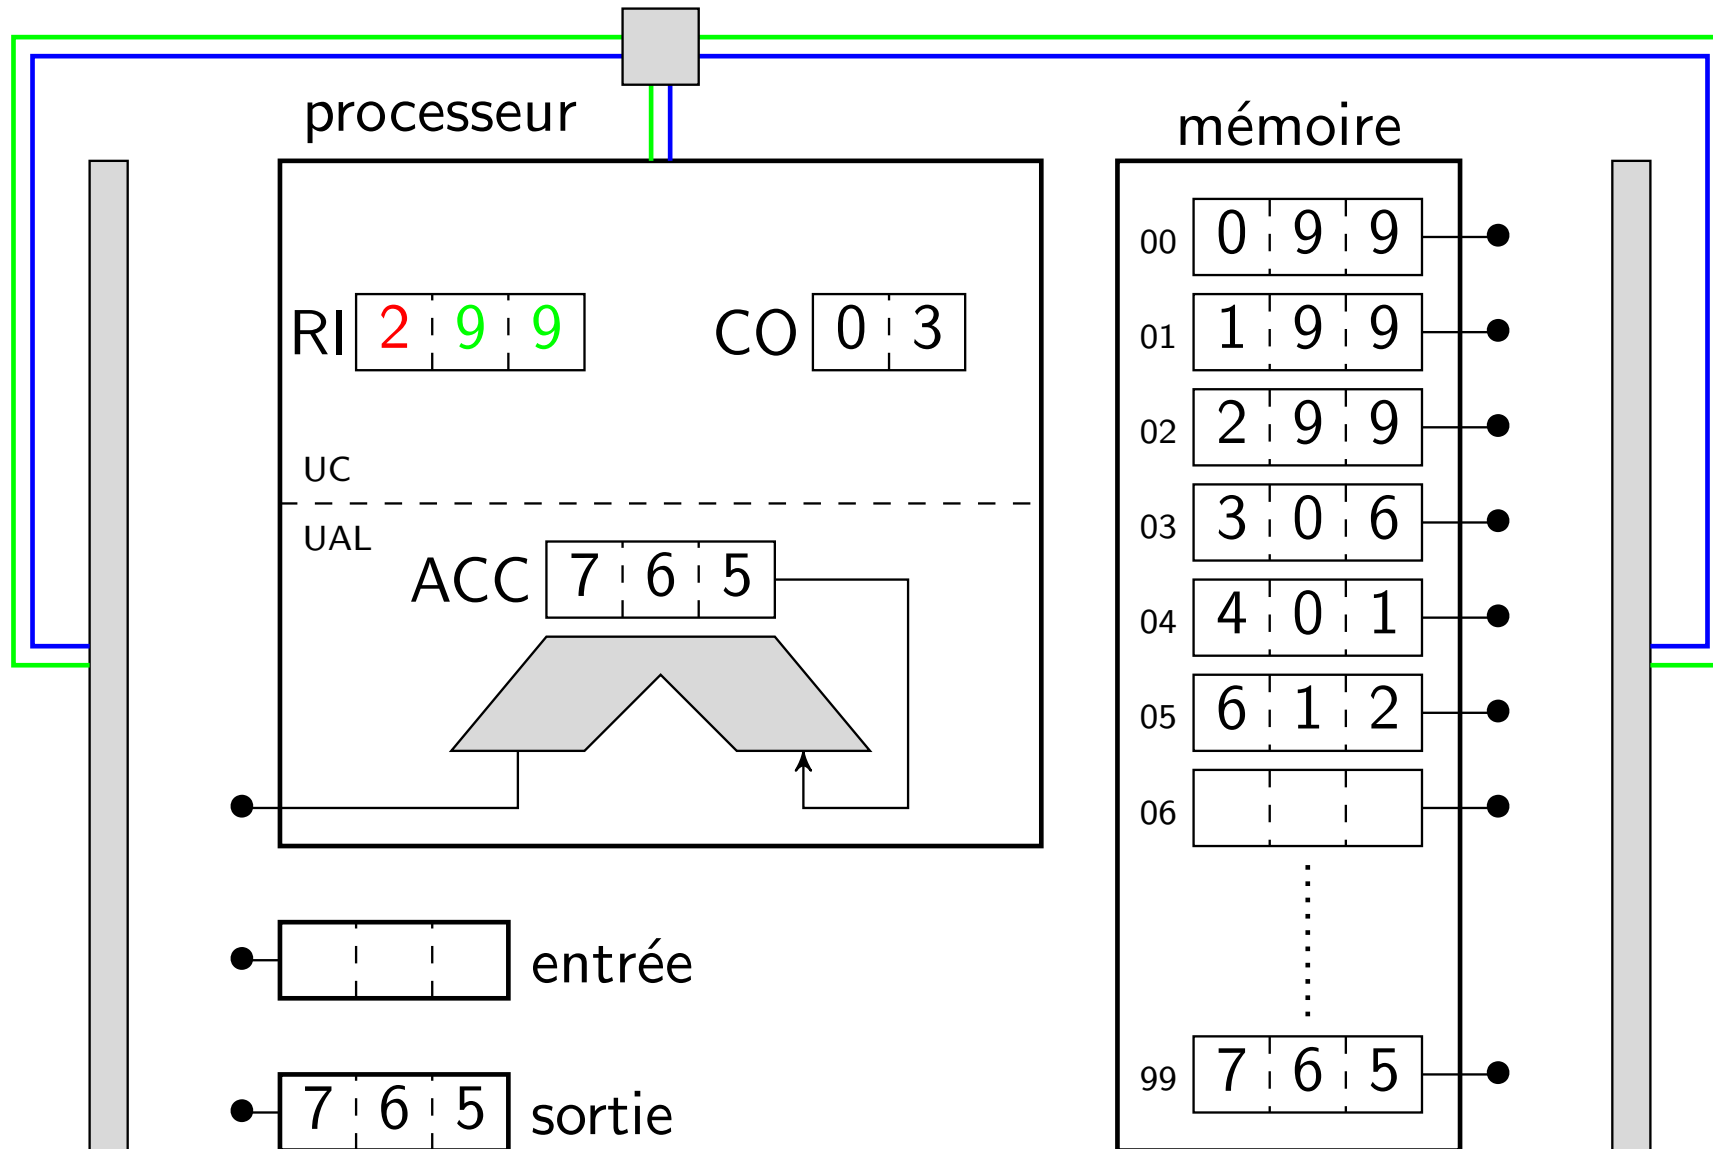 processeur
RI 2 9 9
CO 0 3
UC
UAL
ACC 7 6 5
entrée
7 6 5 sortie
mémoire
00 0 9 9
01 1 9 9
02 2 9 9
03 3 0 6
04 4 0 1
05 6 1 2
06
99 7 6 5